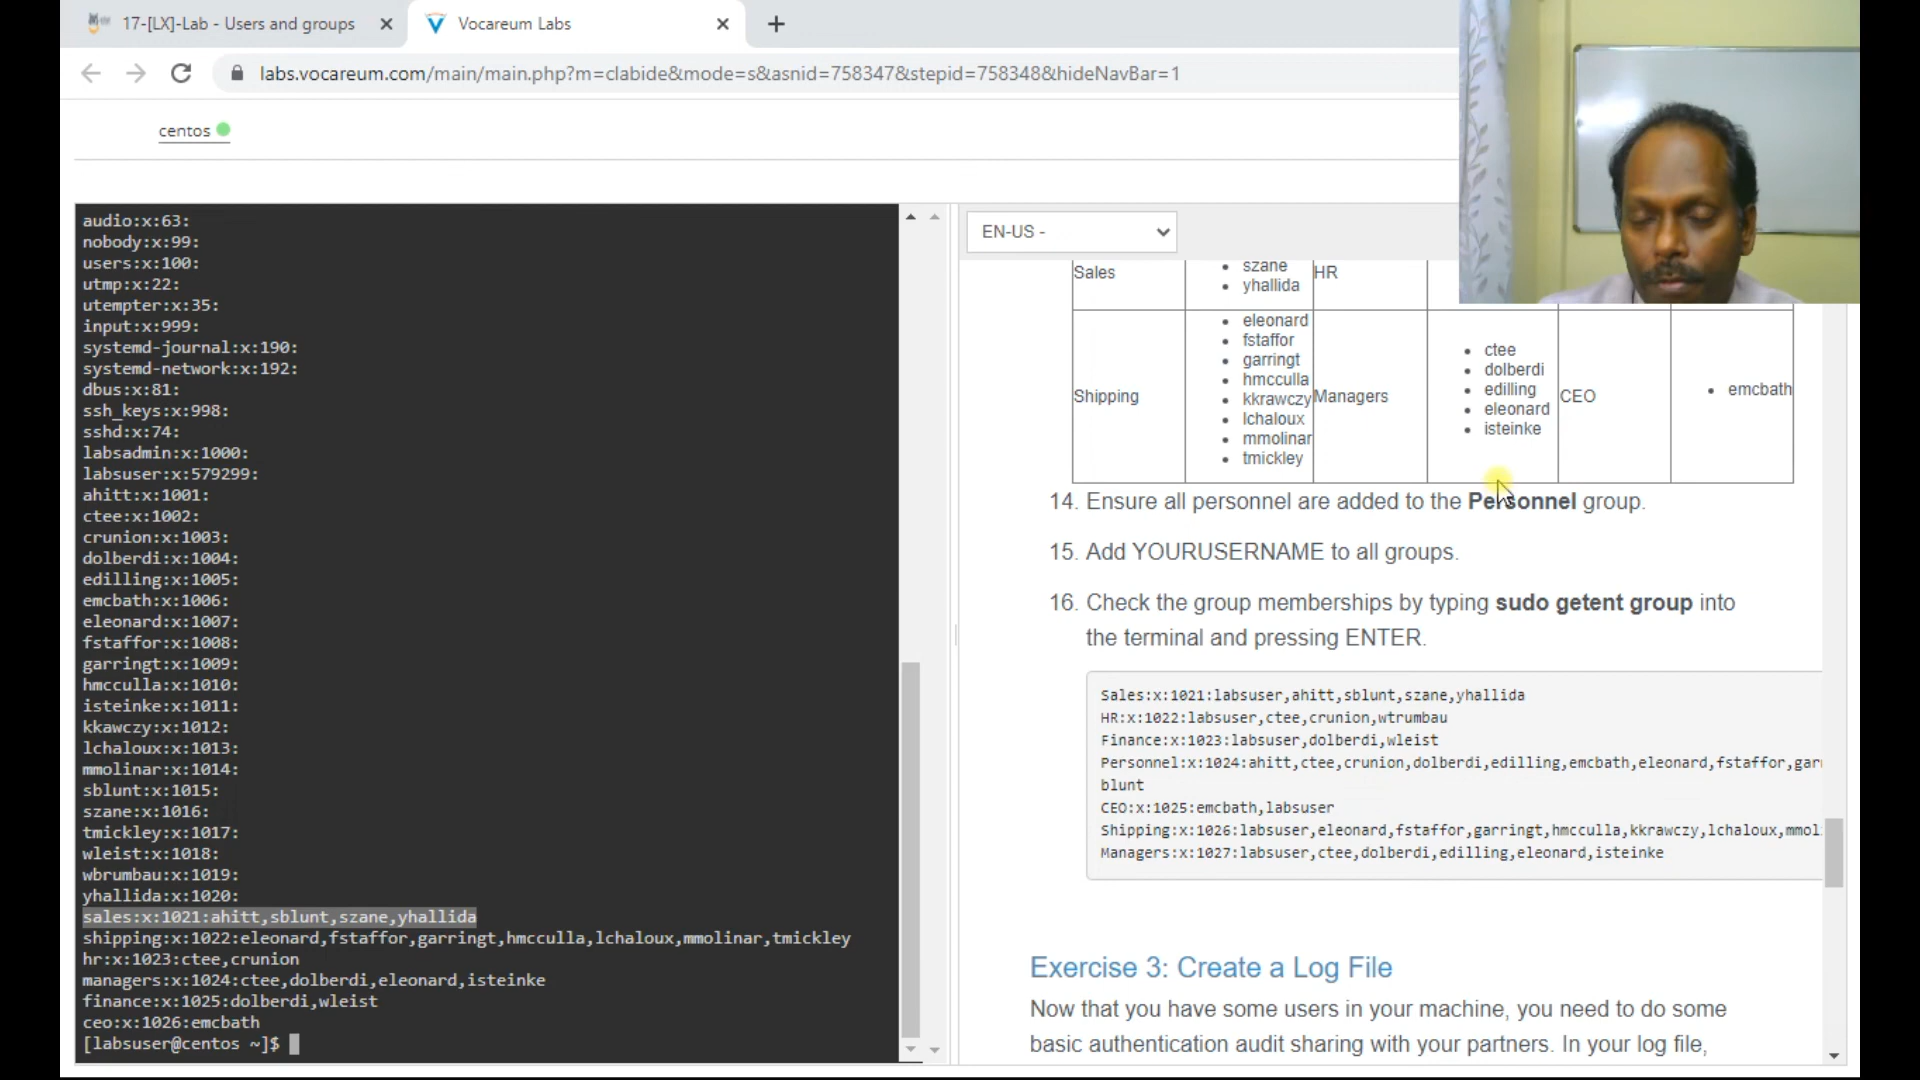 17-[LX]-Lab - Users and groups
Vocareum Labs
labs.vocareum.com/main/main.php?m=clabide&mode=s&asnid=758347&stepid=758348&hideNavBar=1
centos
audio:x:63:
nobody:x:99:
users:x:100:
utmp:x:22:
utempter:x:35:
input:x:999:
systemd-journal:x:190:
systemd-network:x:192:
dbus:x:81:
ssh_keys:x:998:
sshd:x:74:
labsadmin:x:1000:
labsuser:x:579299:
ahitt:x:1001:
ctee:x:1002:
crunion:x:1003:
dolberdi:x:1004:
edilling:x:1005:
emcbath:x:1006:
eleonard:x:1007:
fstaffor:x:1008:
garringt:x:1009:
hmcculla:x:1010:
isteinke:x:1011:
kkawczy:x:1012:
lchaloux:x:1013:
mmolinar:x:1014:
sblunt:x:1015:
szane:x:1016:
tmickley:x:1017:
wleist:x:1018:
wbrumbau:x:1019:
yhallida:x:1020:
sales:x:1021:ahitt,sblunt,szane,yhallida
shipping:x:1022:eleonard,fstaffor,garringt,hmcculla,lchaloux,mmolinar,tmickley
hr:x:1023:ctee,crunion
managers:x:1024:ctee,dolberdi,eleonard,isteinke
finance:x:1025:dolberdi,wleist
ceo:x:1026:emcbath
[labsuser@centos ~]$
EN-US -
Sales
szane
yhallida
HR
Shipping
eleonard
fstaffor
garringt
hmcculla
kkrawczy
lchaloux
mmolinar
tmickley
Managers
ctee
dolberdi
edilling
eleonard
isteinke
CEO
emcbath
14. Ensure all personnel are added to the Personnel group.
15. Add YOURUSERNAME to all groups.
16. Check the group memberships by typing sudo getent group into
the terminal and pressing ENTER.
Sales:x:1021:labsuser,ahitt,sblunt,szane,yhallida
HR:x:1022:labsuser,ctee,crunion,wtrumbau
Finance:x:1023:labsuser,dolberdi,wleist
Personnel:x:1024:ahitt,ctee,crunion,dolberdi,edilling,emcbath,eleonard,fstaffor,gar
blunt
CEO:x:1025:emcbath,labsuser
Shipping:x:1026:labsuser,eleonard,fstaffor,garringt,hmcculla,kkrawczy,lchaloux,mmol
Managers:x:1027:labsuser,ctee,dolberdi,edilling,eleonard,isteinke
Exercise 3: Create a Log File
Now that you have some users in your machine, you need to do some
basic authentication audit sharing with your partners. In your log file,